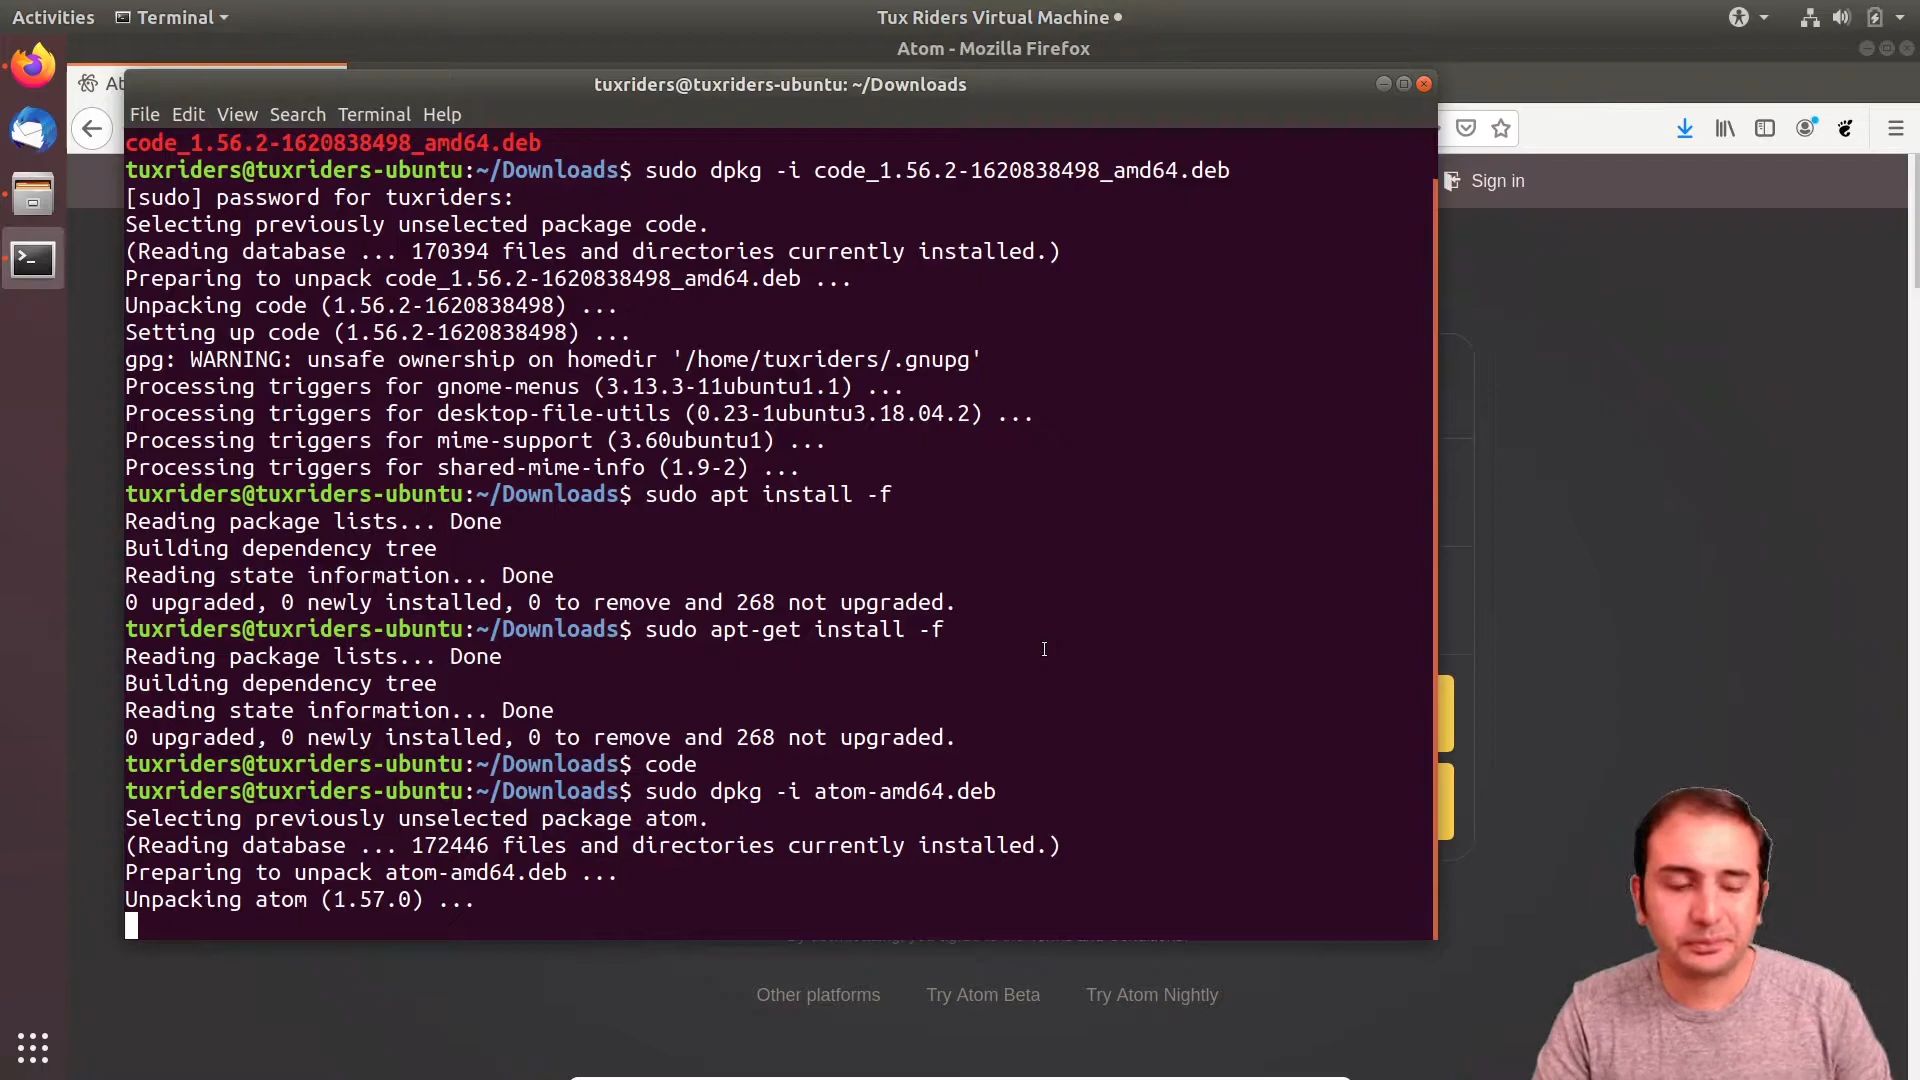 Activities
Terminal
Tux Riders Virtual Machine
Atom - Mozilla Firefox
tuxriders@tuxriders-ubuntu: ~/Downloads
File Edit View Search Terminal Help
code_1.56.2-1620838498_amd64.deb
tuxriders@tuxriders-ubuntu:~/Downloads$ sudo dpkg -i code_1.56.2-1620838498_amd64.deb
[sudo] password for tuxriders:
Selecting previously unselected package code.
(Reading database ... 170394 files and directories currently installed.)
Preparing to unpack code_1.56.2-1620838498_amd64.deb ...
Unpacking code (1.56.2-1620838498) ...
Setting up code (1.56.2-1620838498) ...
gpg: WARNING: unsafe ownership on homedir '/home/tuxriders/.gnupg'
Processing triggers for gnome-menus (3.13.3-11ubuntu1.1) ...
Processing triggers for desktop-file-utils (0.23-1ubuntu3.18.04.2) ...
Processing triggers for mime-support (3.60ubuntu1) ...
Processing triggers for shared-mime-info (1.9-2) ...
tuxriders@tuxriders-ubuntu:~/Downloads$ sudo apt install -f
Reading package lists... Done
Building dependency tree
Reading state information... Done
0 upgraded, 0 newly installed, 0 to remove and 268 not upgraded.
tuxriders@tuxriders-ubuntu:~/Downloads$ sudo apt-get install -f
Reading package lists... Done
Building dependency tree
Reading state information... Done
0 upgraded, 0 newly installed, 0 to remove and 268 not upgraded.
tuxriders@tuxriders-ubuntu:~/Downloads$ code
tuxriders@tuxriders-ubuntu:~/Downloads$ sudo dpkg -i atom-amd64.deb
Selecting previously unselected package atom.
(Reading database ... 172446 files and directories currently installed.)
Preparing to unpack atom-amd64.deb ...
Unpacking atom (1.57.0) ...
Sign in
Other platforms
Try Atom Beta
Try Atom Nightly